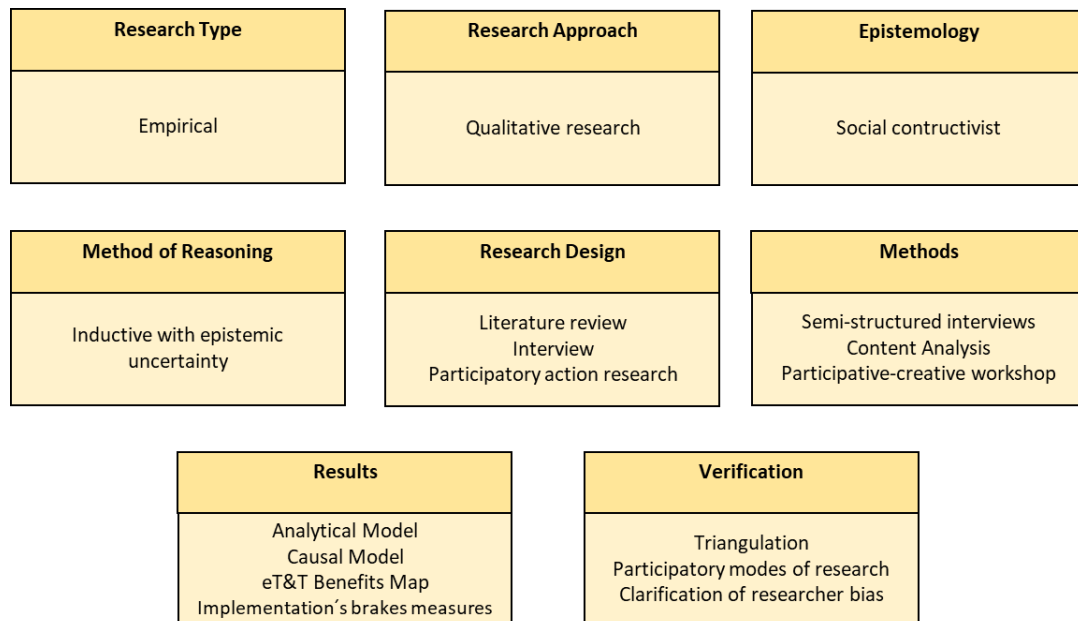 Research Type
Empirical
Research Approach
Qualitative research
Epistemology
Social contructivist
Method of Reasoning
Inductive with epistemic
uncertainty
Research Design
Literature review
Interview
Participatory action research
Methods
Semi-structured interviews
Content Analysis
Participative-creative workshop
Results
Analytical Model
Causal Model
eT&T Benefits Map
Implementation´s brakes measures
Verification
Triangulation
Participatory modes of research
Clarification of researcher bias